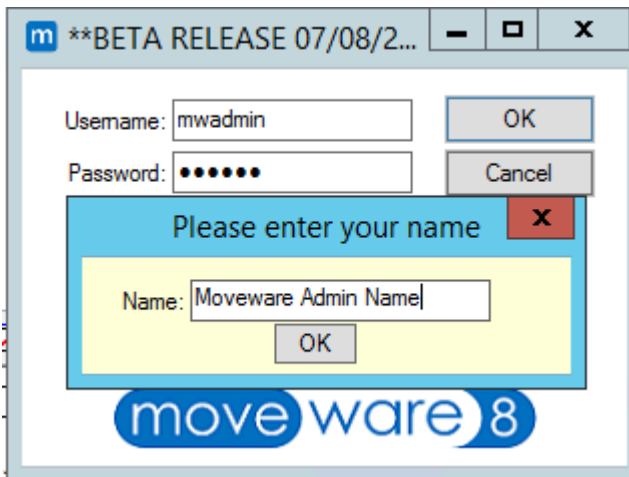 m **BETA RELEASE 07/08/2...
Username: mwadmin OK
Password: •••••• Cancel
Please enter your name x
Name: Moveware Admin Name
OK
moveware 8